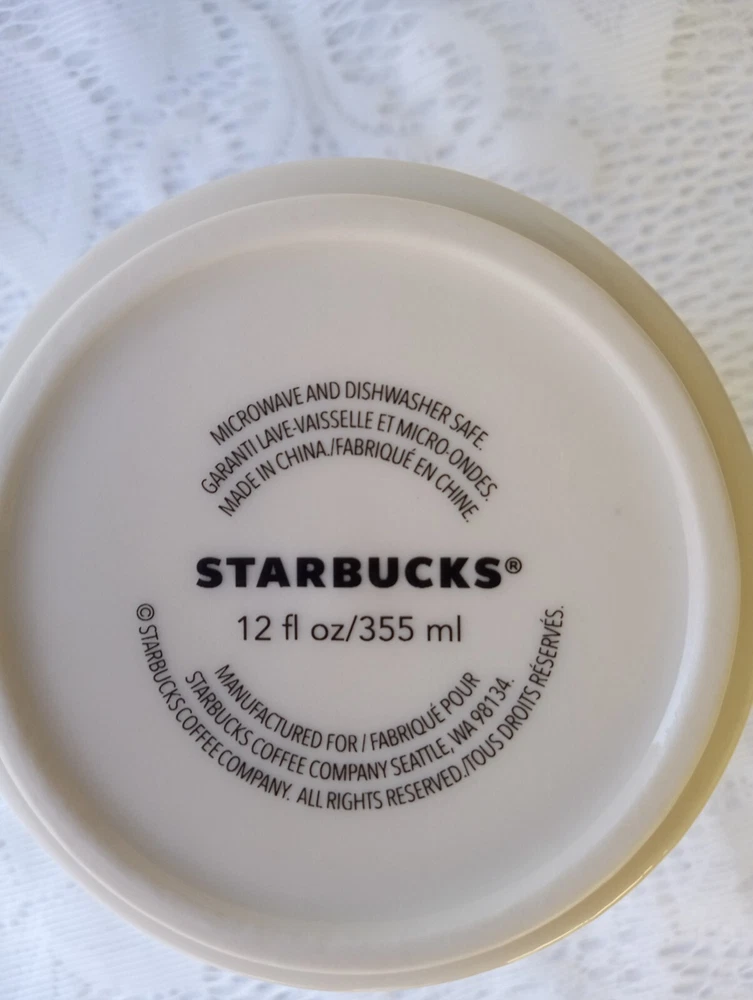 MICROWAVE AND DISHWASHER SAFE.
GARANTI LAVE-VAISSELLE ET MICRO-ONDES.
MADE IN CHINA./FABRIQUÉ EN CHINE.
STARBUCKS®
12 fl oz/355 ml
MANUFACTURED FOR / FABRIQUÉ POUR
STARBUCKS COFFEE COMPANY SEATTLE, WA 98134.
© STARBUCKS COFFEE COMPANY. ALL RIGHTS RESERVED./TOUS DROITS RÉSERVÉS.